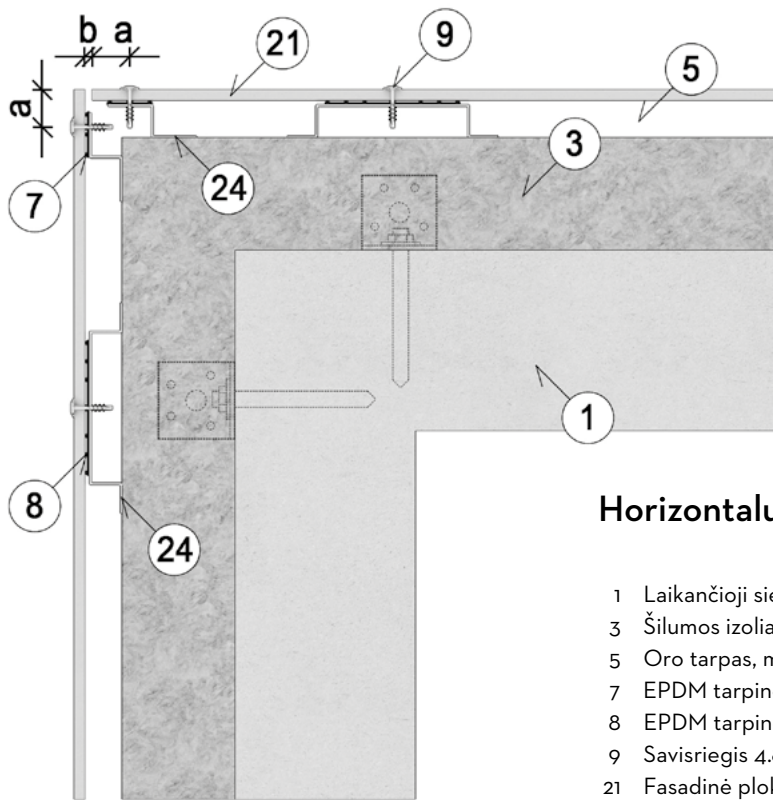 b a 21 9
a 5
3
7 24
1
8
24
Horizontalu
1 Laikančioji sie
3 Šilumos izolia
5 Oro tarpas, m
7 EPDM tarpin
8 EPDM tarpin
9 Savisriegis 4.
21 Fasadinė plok